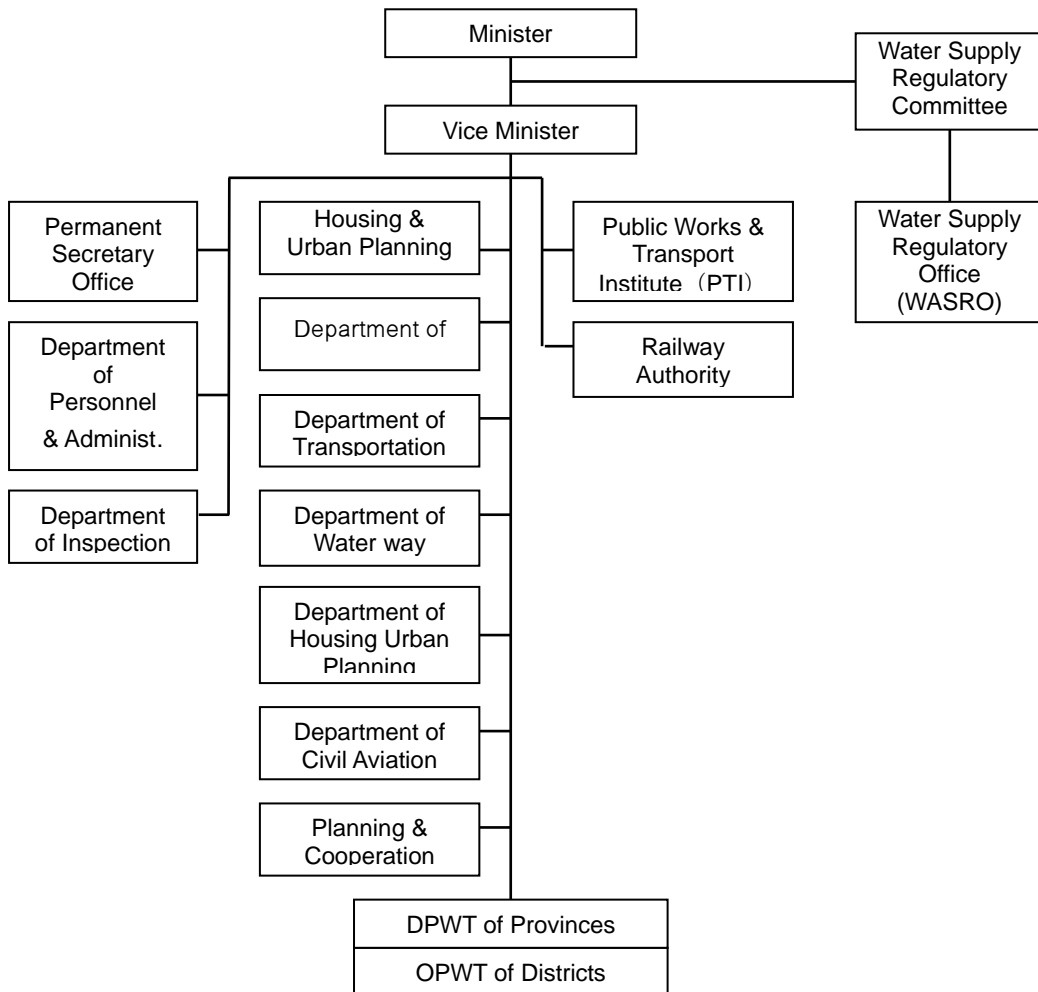 Minister
Water Supply
Regulatory
Committee
Vice Minister
Permanent
Secretary
Office
Housing &
Urban Planning
Public Works &
Transport
Institute（PTI）
Water Supply
Regulatory
Office
(WASRO)
Department
of
Personnel
& Administ.
Department of
Railway
Authority
Department of
Transportation
Department
of Inspection
Department of
Water way
Department of
Housing Urban
Planning
Department of
Civil Aviation
Planning &
Cooperation
DPWT of Provinces
OPWT of Districts